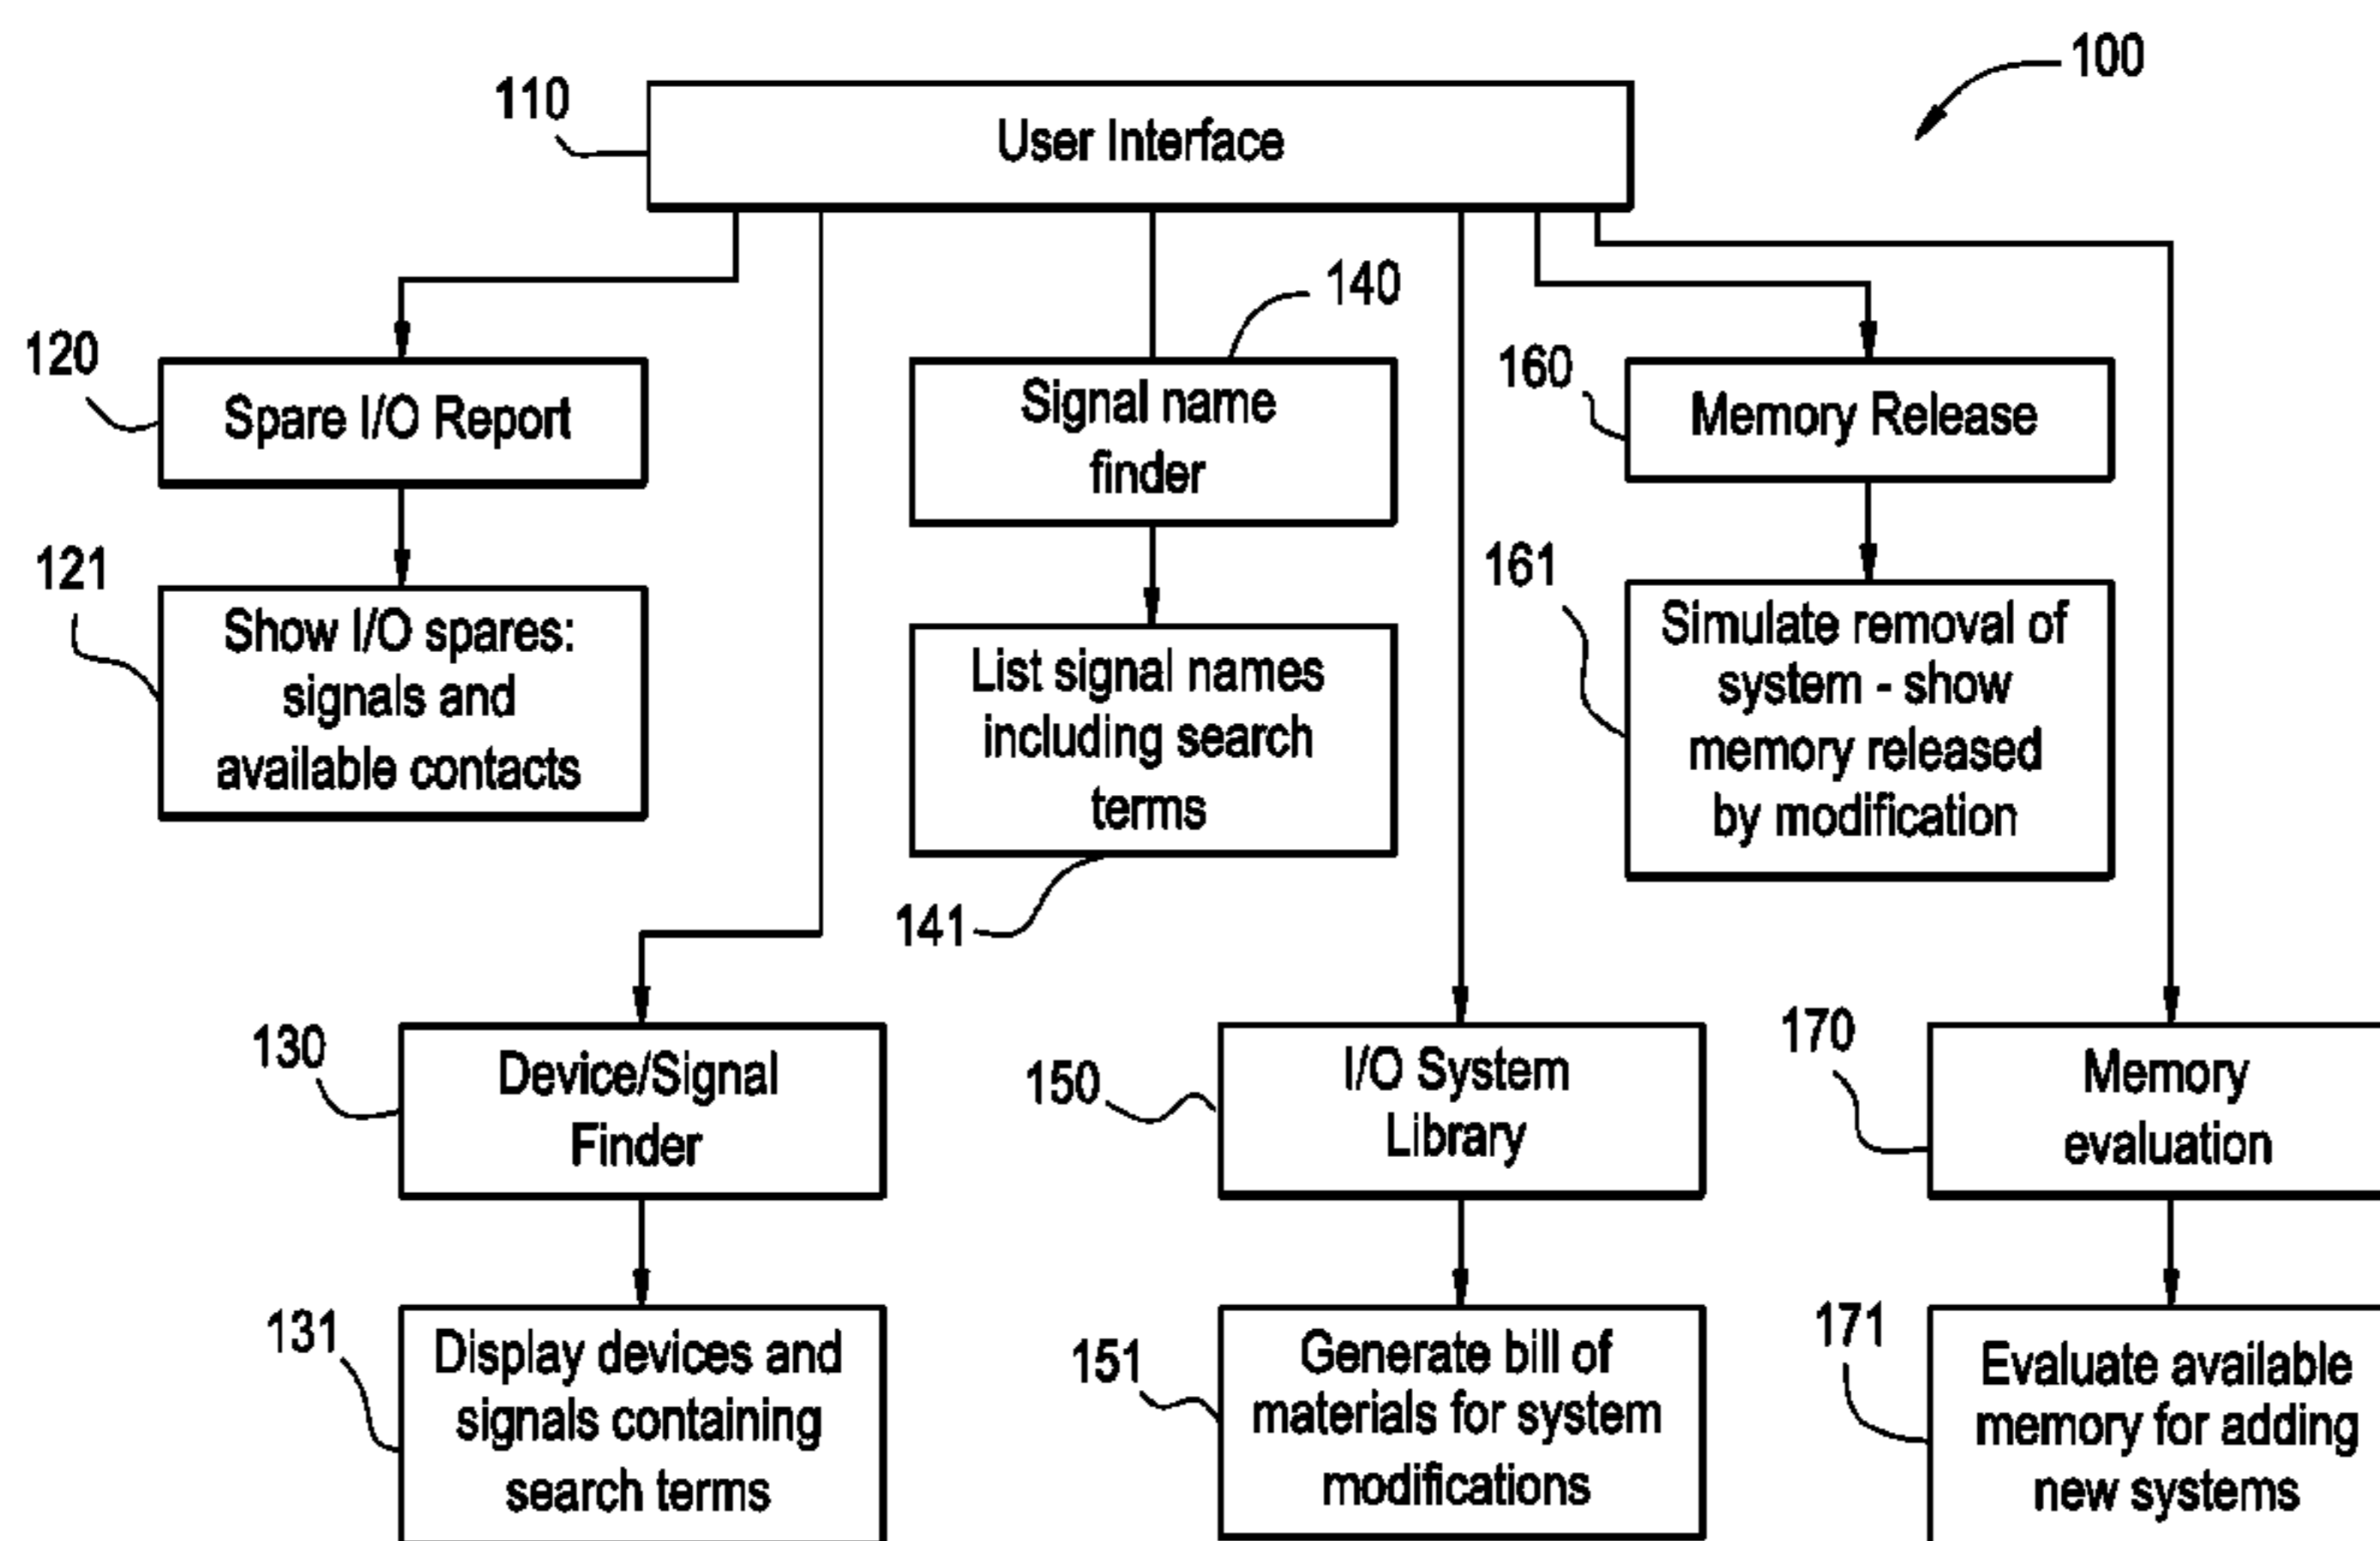 100
110
User Interface
140
120
Spare I/O Report
Signal name
finder
160
Memory Release
121
Show I/O spares:
signals and
available contacts
List signal names
including search
terms
141
161
Simulate removal of
system - show
memory released
by modification
130
Device/Signal
Finder
150
I/O System
Library
170
Memory
evaluation
131
Display devices and
signals containing
search terms
151
Generate bill of
materials for system
modifications
171
Evaluate available
memory for adding
new systems